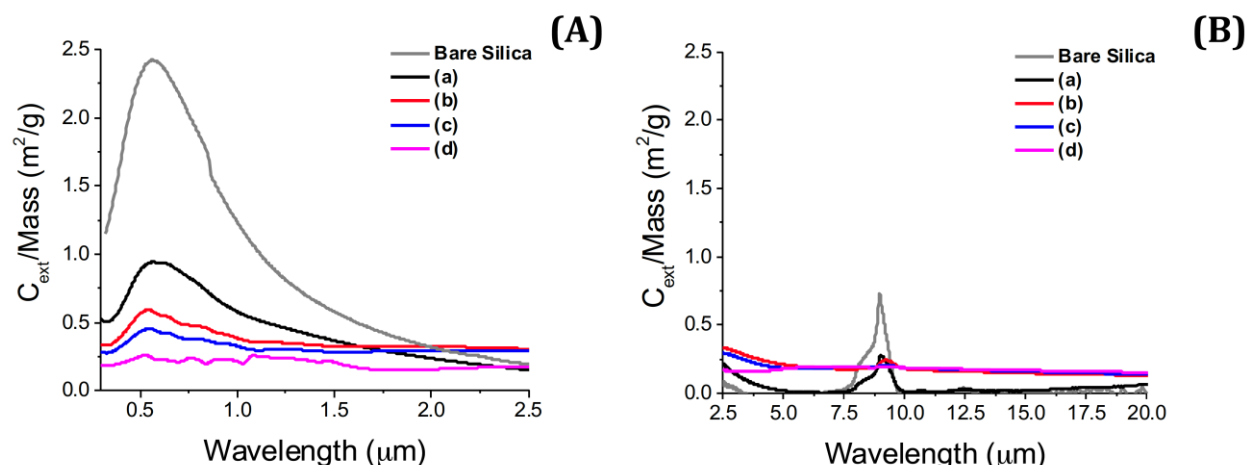 (A)
Bare Silica
(a)
(b)
(c)
(d)
C_ext/Mass (m²/g)
2.5
2.0
1.5
1.0
0.5
0.0
0.5 1.0 1.5 2.0 2.5
Wavelength (μm)
(B)
Bare Silica
(a)
(b)
(c)
(d)
C_ext/Mass (m²/g)
2.5
2.0
1.5
1.0
0.5
0.0
2.5 5.0 7.5 10.0 12.5 15.0 17.5 20.0
Wavelength (μm)